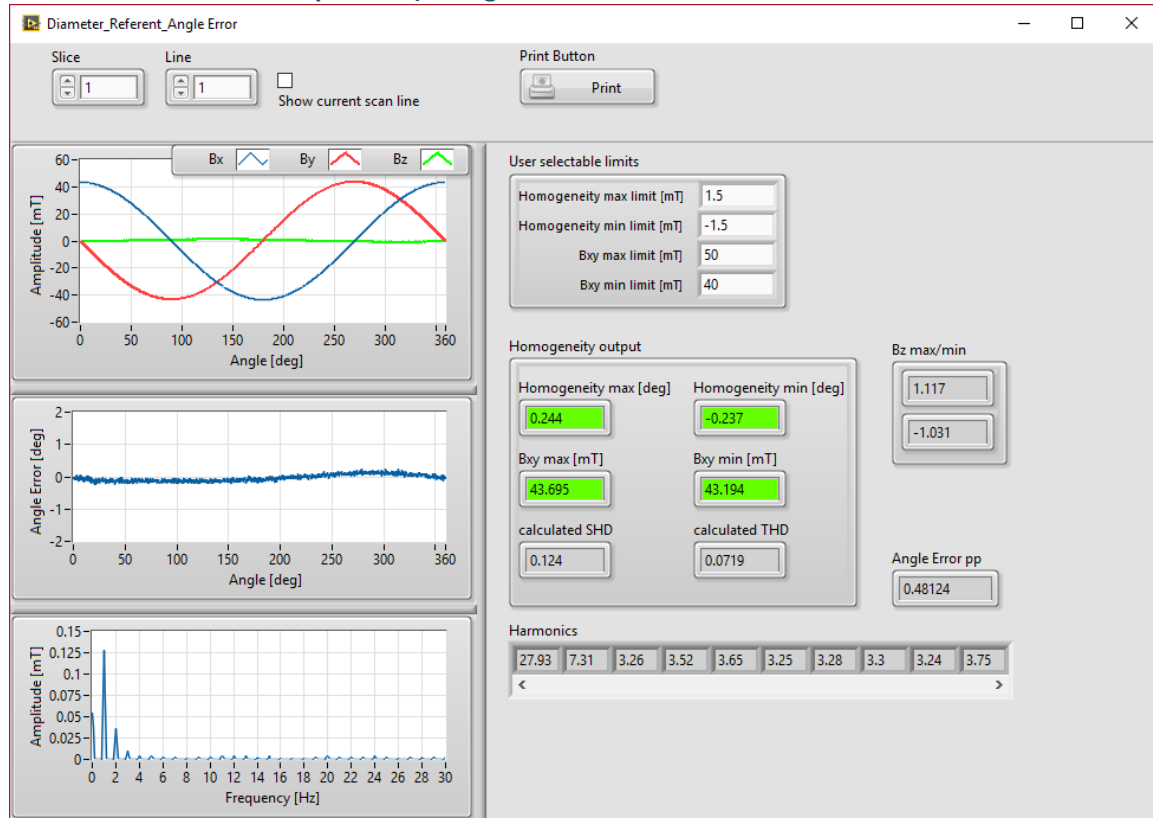 Diameter_Referent_Angle Error
Slice
Line
Print Button
1
1
Show current scan line
Print
Bx By Bz
60
40
20
0
-20
-40
-60
Amplitude [mT]
0 50 100 150 200 250 300 360
Angle [deg]
2
1
0
-1
-2
Angle Error [deg]
0 50 100 150 200 250 300 360
Angle [deg]
0.15
0.125
0.1
0.075
0.05
0.025
0
Amplitude [mT]
0 2 4 6 8 10 12 14 16 18 20 22 24 26 28 30
Frequency [Hz]
User selectable limits
Homogeneity max limit [mT] 1.5
Homogeneity min limit [mT] -1.5
Bxy max limit [mT] 50
Bxy min limit [mT] 40
Homogeneity output
Homogeneity max [deg] Homogeneity min [deg]
0.244 -0.237
Bxy max [mT] Bxy min [mT]
43.695 43.194
calculated SHD calculated THD
0.124 0.0719
Bz max/min
1.117
-1.031
Angle Error pp
0.48124
Harmonics
27.93 7.31 3.26 3.52 3.65 3.25 3.28 3.3 3.24 3.75